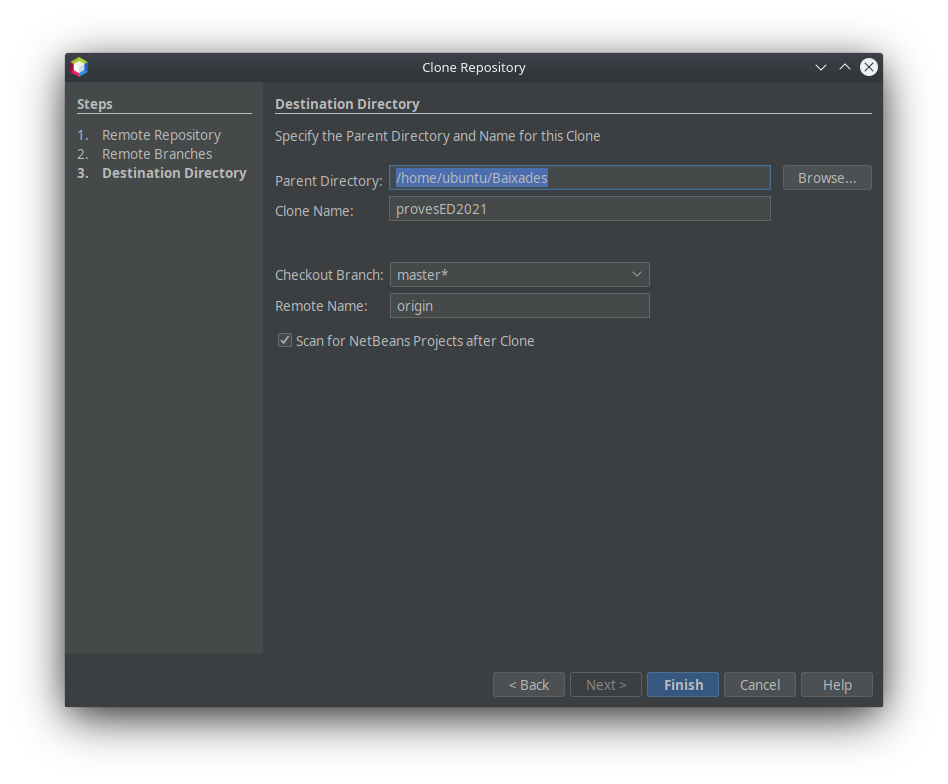 Clone Repository
Steps
1. Remote Repository
2. Remote Branches
3. Destination Directory
Destination Directory
Specify the Parent Directory and Name for this Clone
Parent Directory: /home/ubuntu/Baixades Browse...
Clone Name: provesED2021
Checkout Branch: master*
Remote Name: origin
Scan for NetBeans Projects after Clone
< Back Next > Finish Cancel Help